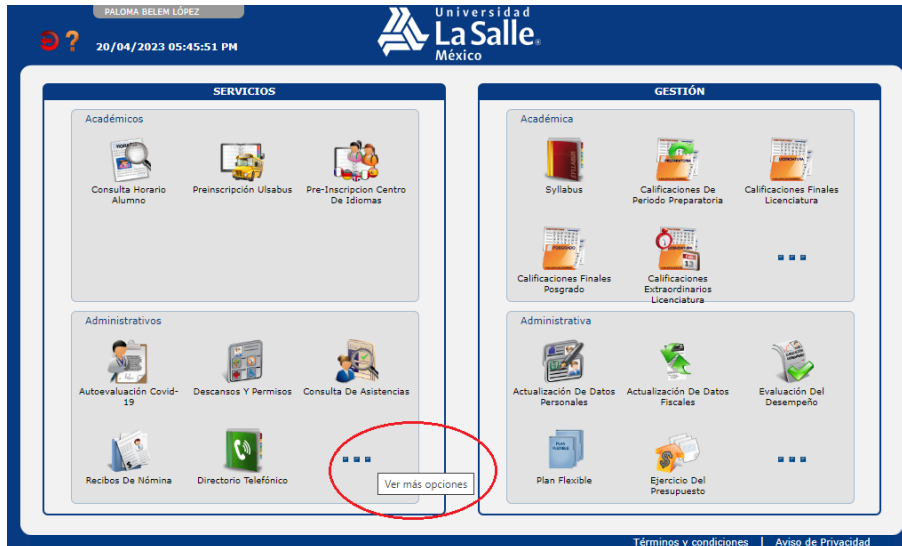 PALOMA BELEM LÓPEZ
20/04/2023 05:45:51 PM
Universidad
La Salle
México
SERVICIOS
Académicos
Consulta Horario
Alumno
Preinscripción Ulsabus
Pre-Inscripcion Centro
De Idiomas
Administrativos
Autoevaluación Covid-
19
Descansos Y Permisos
Consulta De Asistencias
Recibos De Nómina
Directorio Telefónico
Ver más opciones
GESTIÓN
Académica
Syllabus
Calificaciones De
Periodo Preparatoria
Calificaciones Finales
Licenciatura
Calificaciones Finales
Posgrado
Calificaciones
Extraordinarios
Licenciatura
Administrativa
Actualización De Datos
Personales
Actualización De Datos
Fiscales
Evaluación Del
Desempeño
Plan Flexible
Ejercicio Del
Presupuesto
Términos y condiciones | Aviso de Privacidad